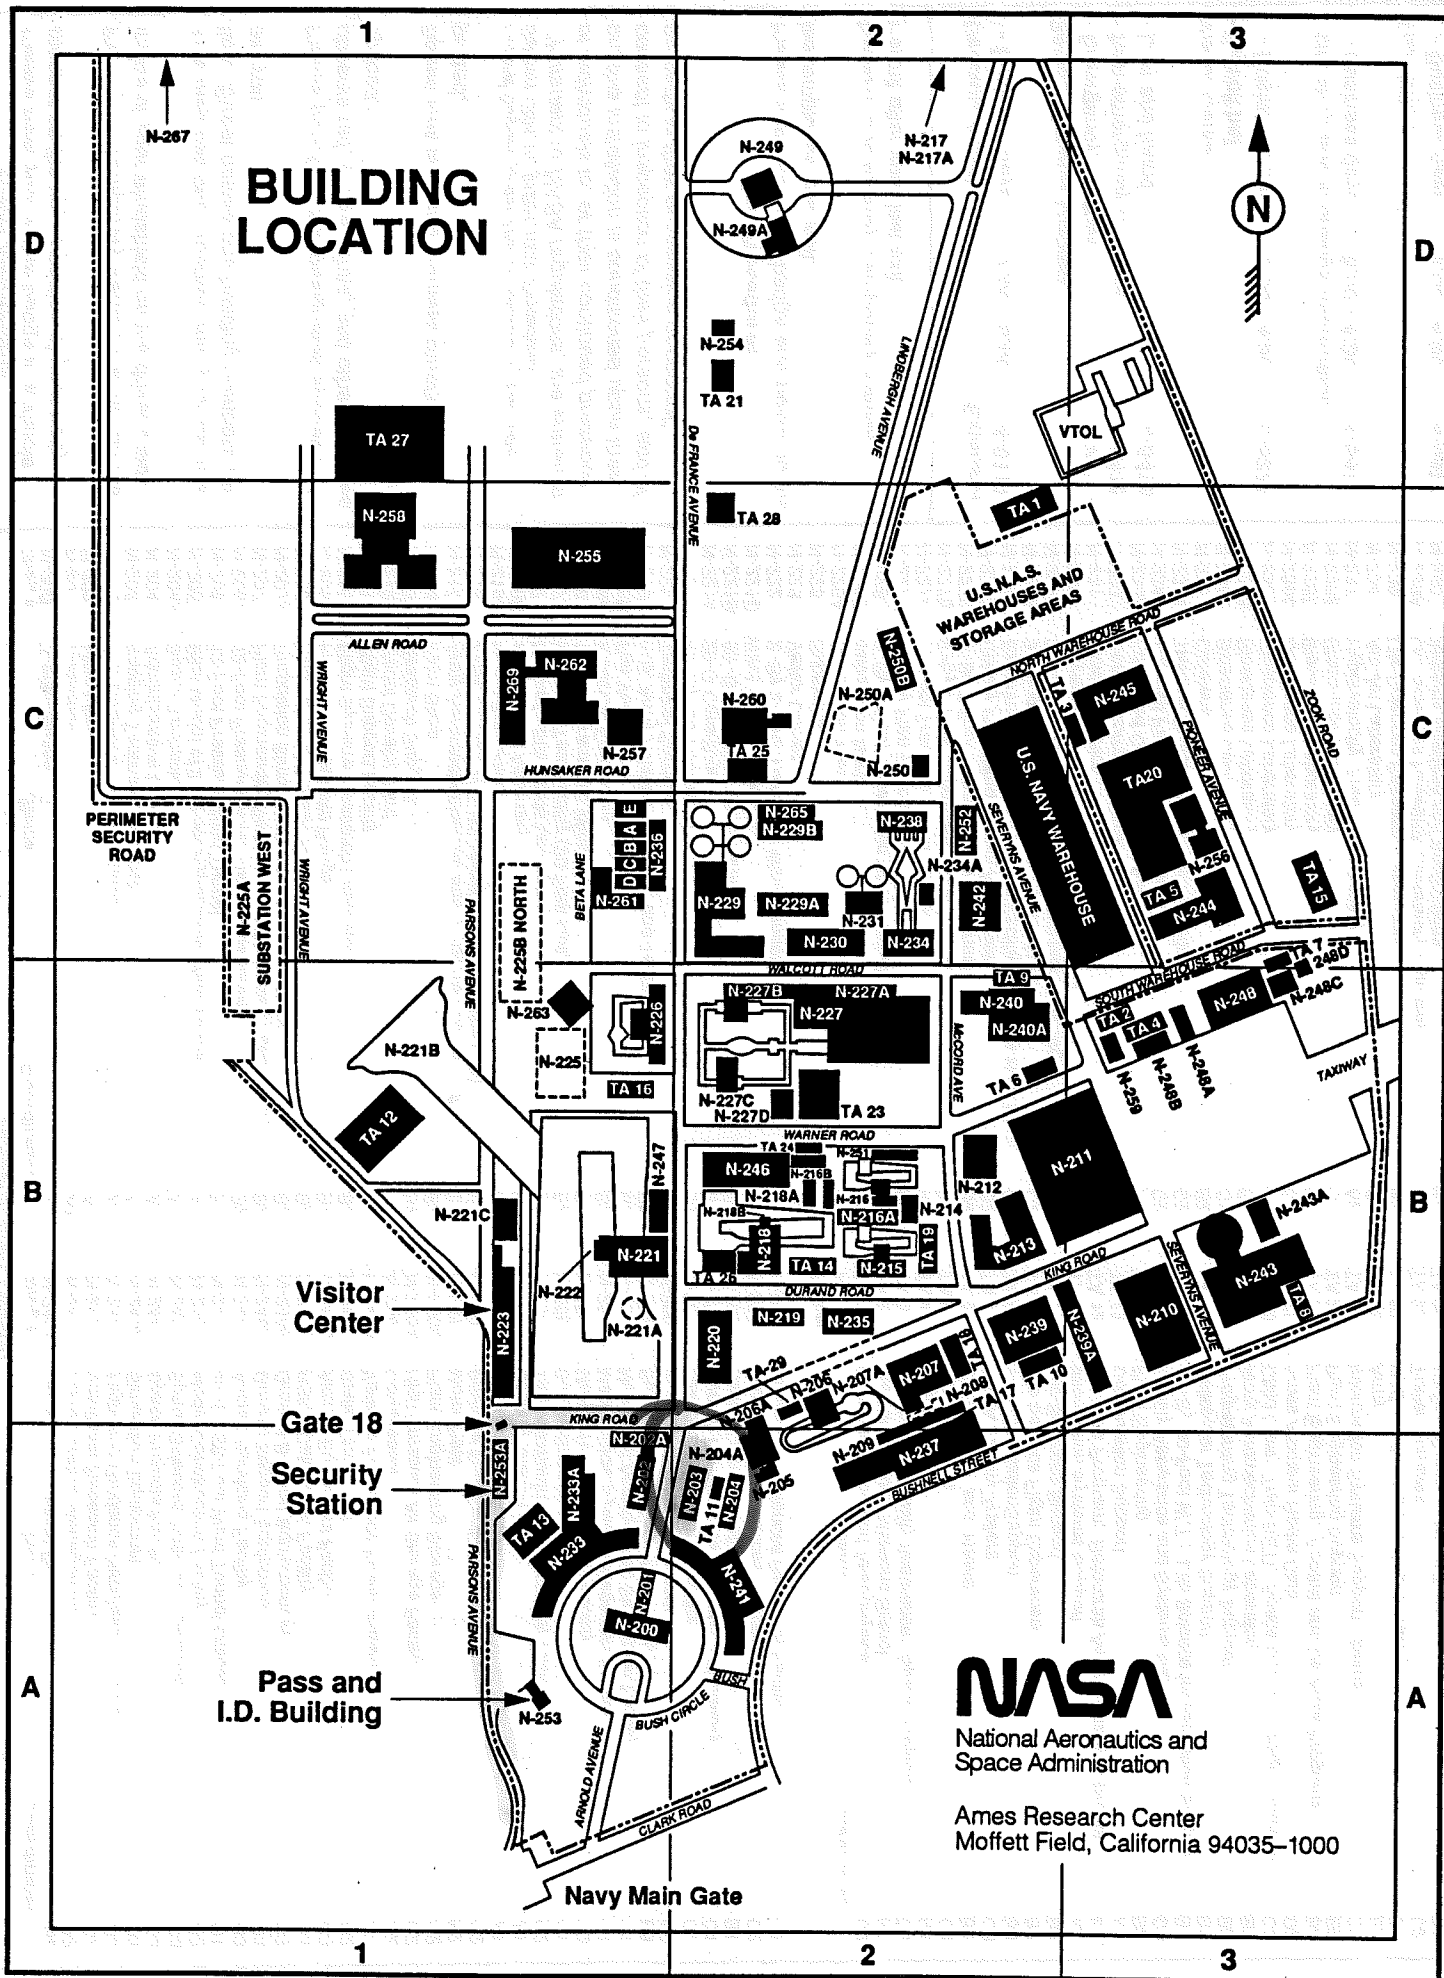 1
2
3
N-267
BUILDING
LOCATION
N-249
N-249A
N-217
N-217A
N
D
D
N-254
TA 21
LINDBERGH AVENUE
De FRANCE AVENUE
VTOL
TA 27
N-258
N-255
TA 28
TA 1
U.S.N.A.S.
WAREHOUSES AND
STORAGE AREAS
NORTH WAREHOUSE ROAD
ALLEN ROAD
WRIGHT AVENUE
N-269
N-262
N-257
HUNSAKER ROAD
N-260
TA 25
N-250A
N-250B
N-250
C
C
TA 3
N-245
U.S. NAVY WAREHOUSE
TA20
PIONEER AVENUE
ZOOK ROAD
SEVERYNS AVENUE
N-256
TA 5
N-244
TA 15
PERIMETER
SECURITY
ROAD
N-225A
SUBSTATION WEST
WRIGHT AVENUE
PARSONS AVENUE
N-225B NORTH
BETA LANE
E
A
B
C
D
N-236
N-261
N-265
N-229B
N-238
N-252
N-234A
N-229
N-229A
N-231
N-242
N-230
N-234
WALCOTT ROAD
SOUTH WAREHOUSE ROAD
TA 7
248D
N-248C
N-248
TA 2
TA 4
N-248A
N-248B
N-259
TAXIWAY
N-263
N-226
N-225
TA 16
N-227B
N-227A
N-227
TA 9
N-240
N-240A
McCORD AVE
TA 6
N-227C
N-227D
TA 23
WARNER ROAD
N-221B
TA 12
N-247
TA 24
N-251
N-246
N-216B
N-218A
N-216
N-218B
N-216A
N-214
N-212
N-211
B
B
N-221C
N-221
N-222
N-221A
N-218
TA 26
TA 14
N-215
TA 19
N-213
KING ROAD
SEVERYNS AVENUE
N-243A
N-243
TA 8
DURAND ROAD
Visitor
Center
N-223
N-220
N-219
N-235
N-239
N-239A
N-210
TA-29
N-206
N-207A
N-207
TA 18
N-208
TA 17
TA 10
Gate 18
KING ROAD
N-202A
N-206A
N-204A
N-209
N-237
BUSHNELL STREET
Security
Station
N-253A
N-233A
N-202
N-203
TA 11
N-204
N-205
TA 13
N-233
N-241
PARSONS AVENUE
N-201
N-200
A
A
Pass and
I.D. Building
N-253
BUSH
BUSH CIRCLE
ARNOLD AVENUE
CLARK ROAD
Navy Main Gate
NASA
National Aeronautics and
Space Administration
Ames Research Center
Moffett Field, California 94035–1000
1
2
3